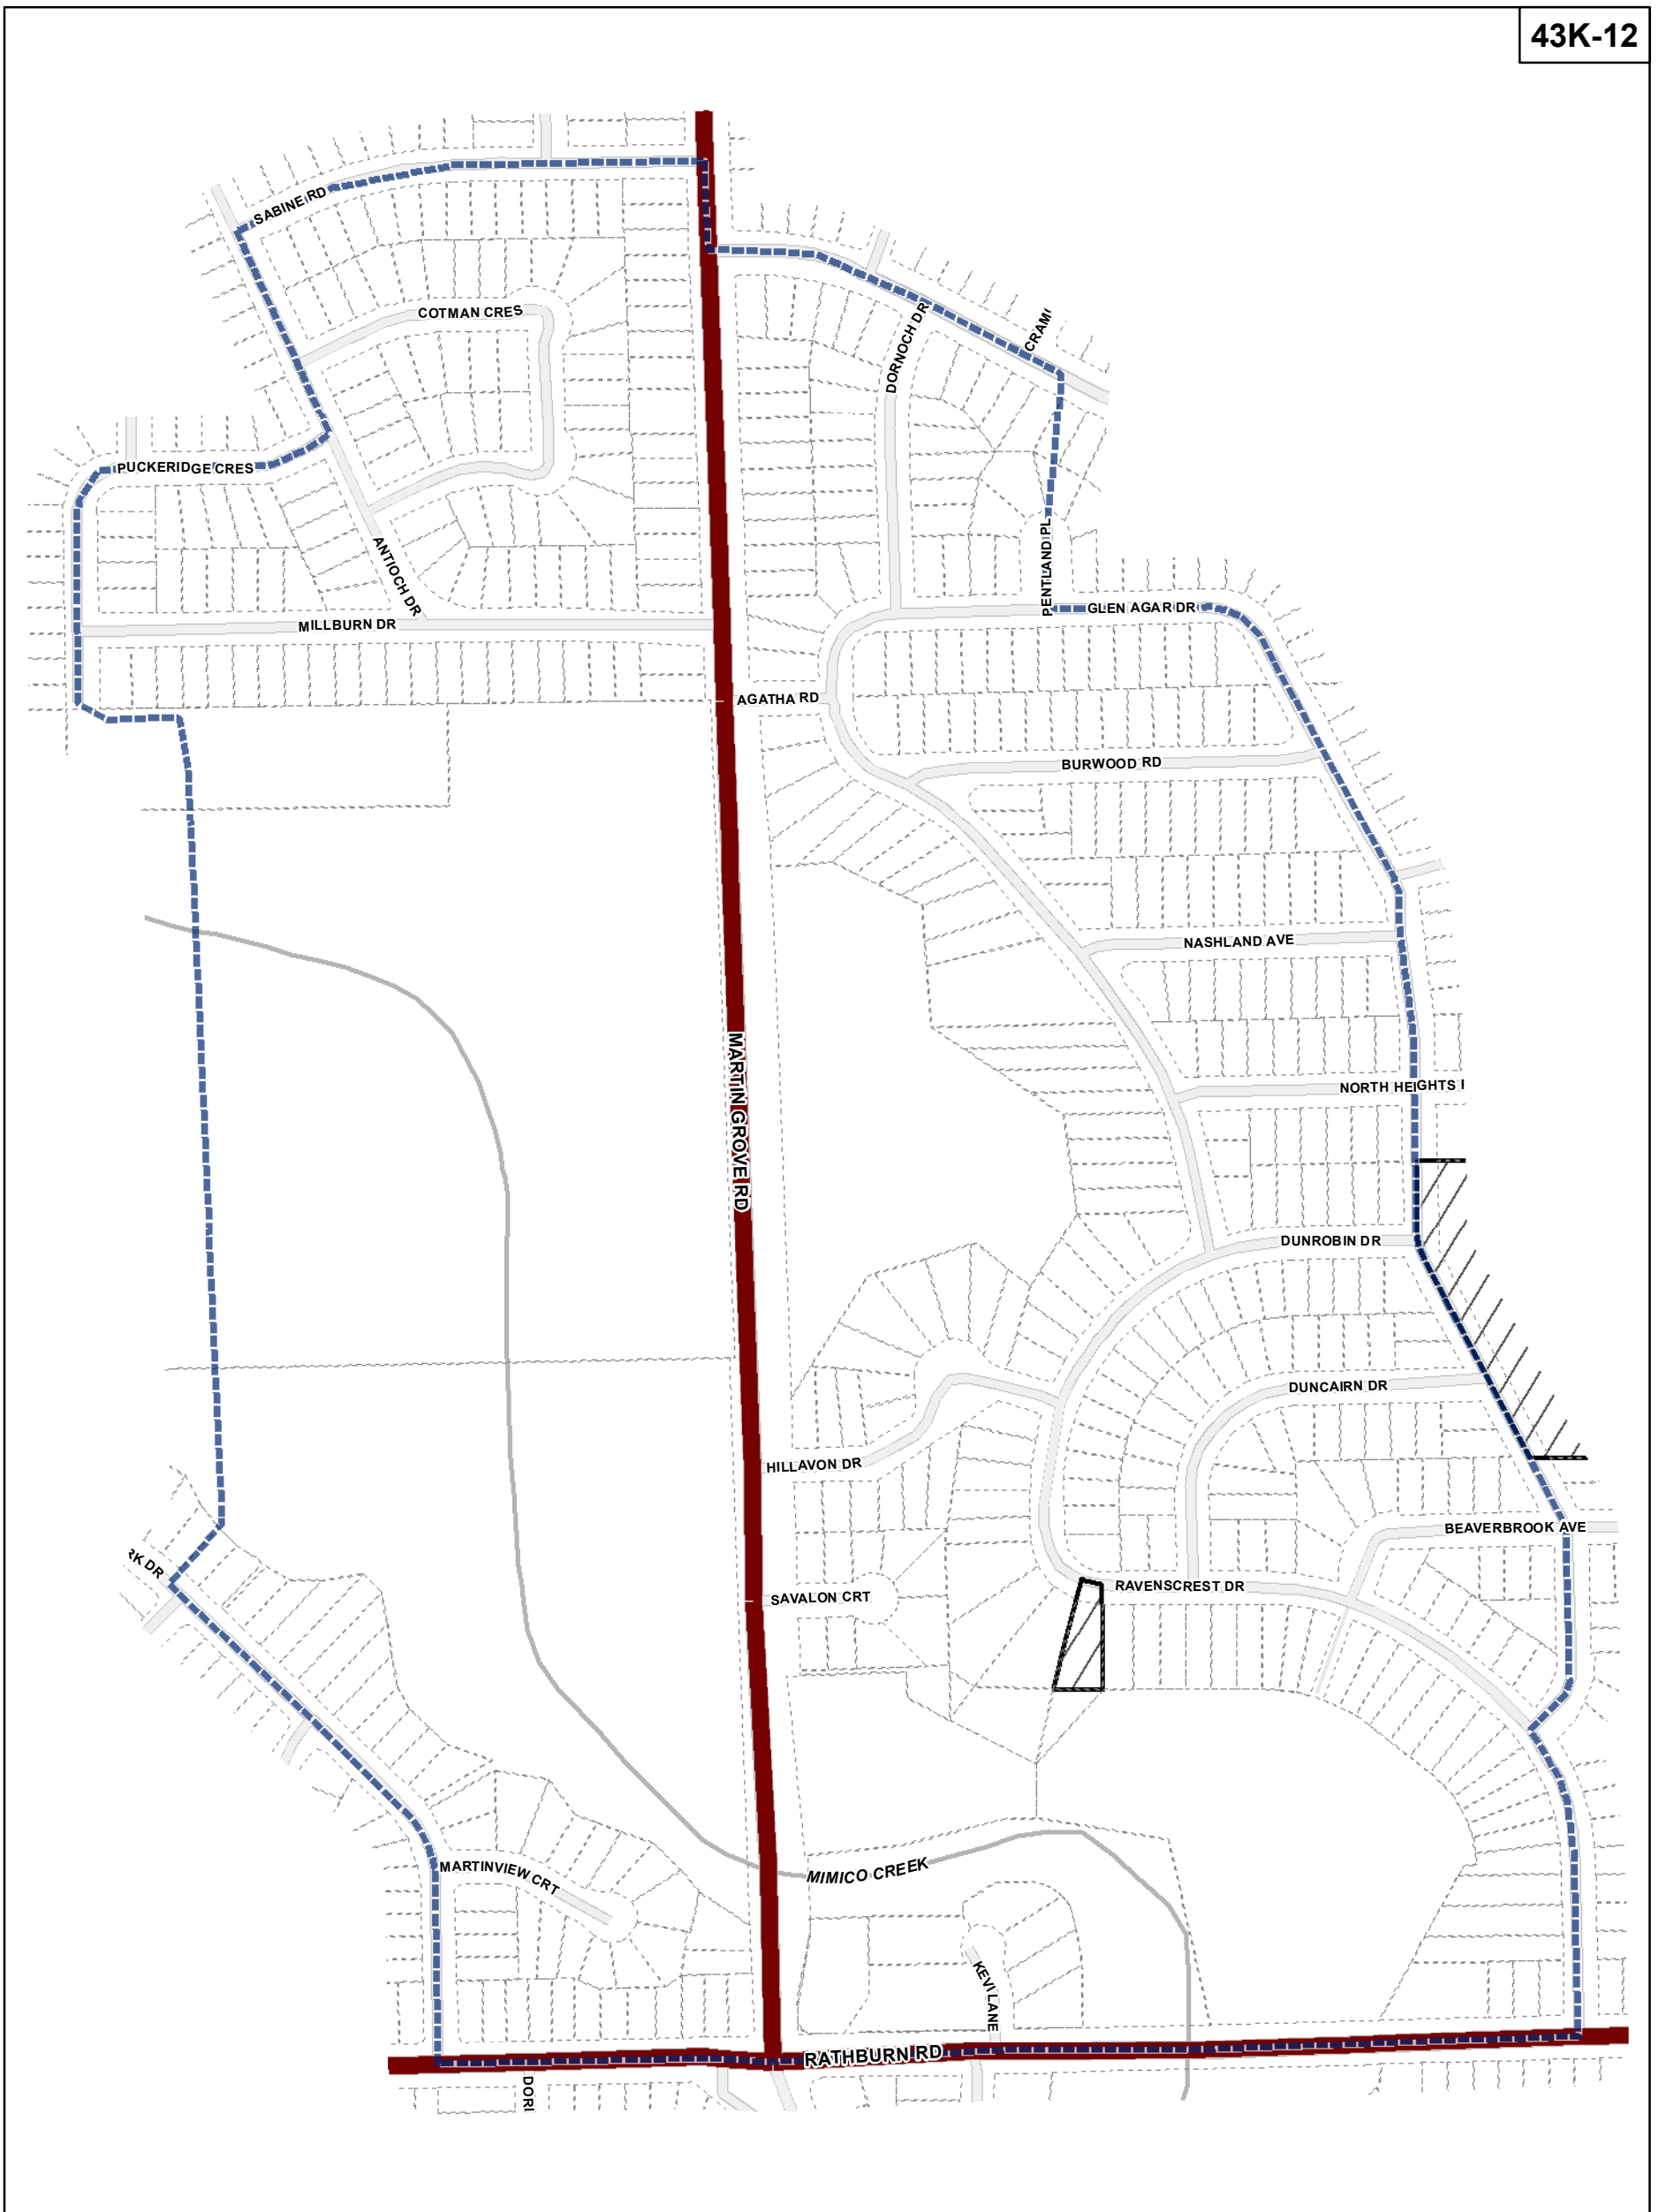 43K-12
SABINE RD
COTMAN CRES
DORNOCH DR
CRAMI
PUCKERIDGE CRES
ANTIOCH DR
PENTLAND PL
GLEN AGAR DR
MILLBURN DR
AGATHA RD
BURWOOD RD
NASHLAND AVE
MARTIN GROVE RD
NORTH HEIGHTS
DUNROBIN DR
DUNCAIRN DR
HILLAVON DR
BEAVERBROOK AVE
RK DR
RAVENSCREST DR
SAVALON CRT
MARTINVIEW CRT
MIMICO CREEK
KEVI LANE
RATHBURN RD
DORI